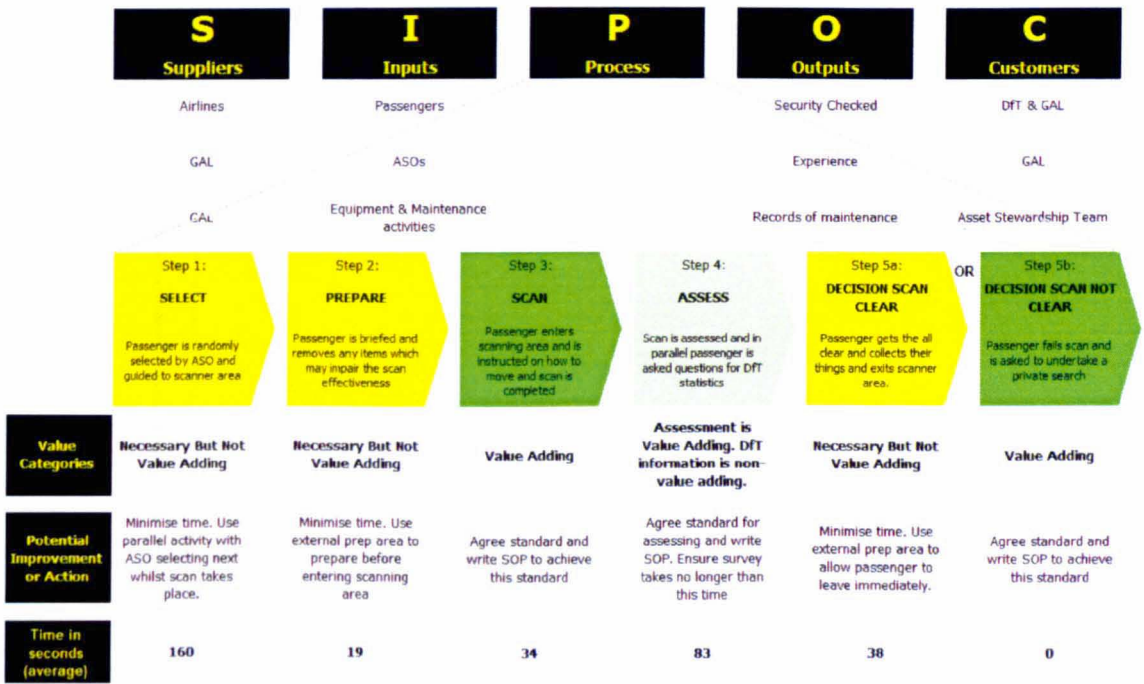 S
Suppliers
I
Inputs
P
Process
O
Outputs
C
Customers
Airlines
Passengers
Security Checked
DfT & GAL
GAL
ASOs
Experience
GAL
GAL
Equipment & Maintenance
activities
Records of maintenance
Asset Stewardship Team
Step 1:
SELECT
Passenger is randomly
selected by ASO and
guided to scanner area
Step 2:
PREPARE
Passenger is briefed and
removes any items which
may impair the scan
effectiveness
Step 3:
SCAN
Passenger enters
scanning area and is
instructed on how to
move and scan is
completed
Step 4:
ASSESS
Scan is assessed and in
parallel passenger is
asked questions for DfT
statistics
Step 5a:
DECISION SCAN
CLEAR
Passenger gets the all
clear and collects their
things and exits scanner
area.
OR
Step 5b:
DECISION SCAN NOT
CLEAR
Passenger fails scan and
is asked to undertake a
private search
Value
Categories
Necessary But Not
Value Adding
Necessary But Not
Value Adding
Value Adding
Assessment is
Value Adding. DfT
information is non-
value adding.
Necessary But Not
Value Adding
Value Adding
Potential
Improvement
or Action
Minimise time. Use
parallel activity with
ASO selecting next
whilst scan takes
place.
Minimise time. Use
external prep area to
prepare before
entering scanning
area
Agree standard and
write SOP to achieve
this standard
Agree standard for
assessing and write
SOP. Ensure survey
takes no longer than
this time
Minimise time. Use
external prep area to
allow passenger to
leave immediately.
Agree standard and
write SOP to achieve
this standard
Time in
seconds
(average)
160
19
34
83
38
0